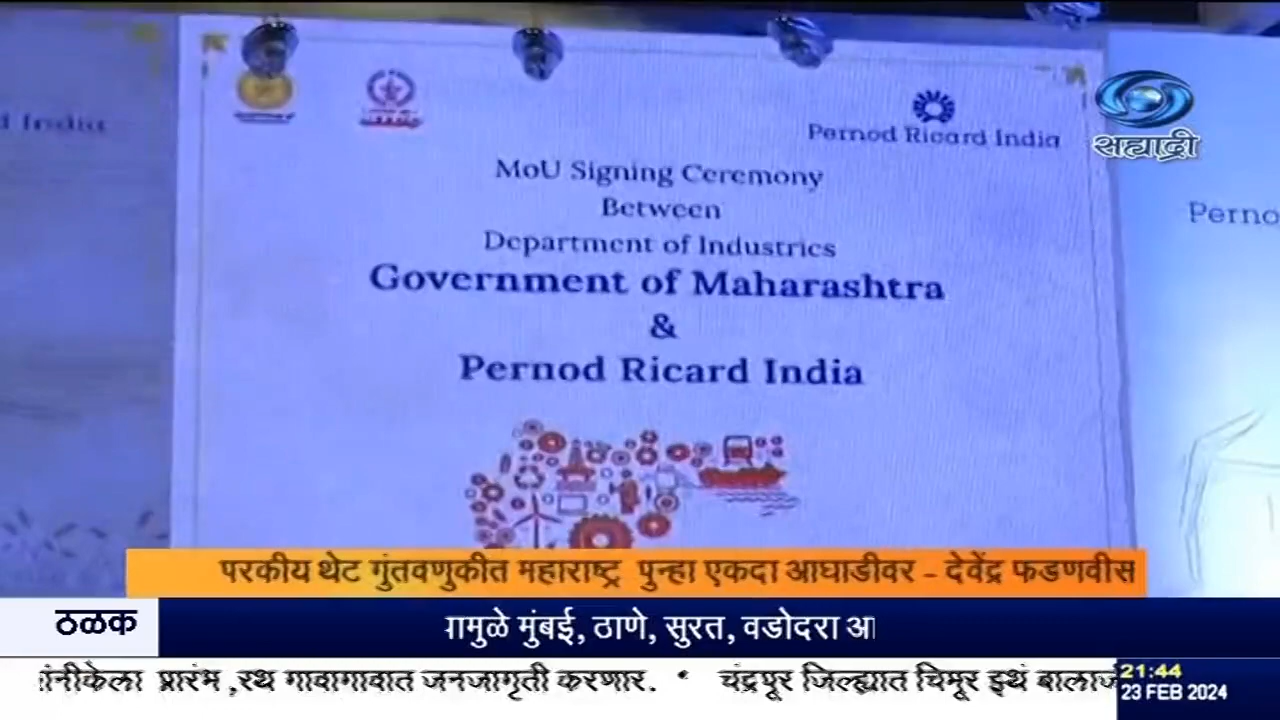 Pernod Ricard India
सह्याद्री
MoU Signing Ceremony
Between
Department of Industries
Government of Maharashtra
&
Pernod Ricard India
परकीय थेट गुंतवणुकीत महाराष्ट्र पुन्हा एकदा आघाडीवर - देवेंद्र फडणवीस
ठळक
मुंबई, ठाणे, सुरत, वडोदरा
प्रारंभ ,रथ गावागावात जनजागृती करणार. • चंद्रपूर जिल्ह्यात चिमूर इथं
21:44
23 FEB 2024